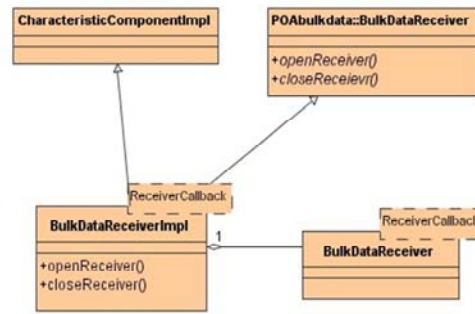 CharacteristicComponentImpl
POAbulkdata::BulkDataReceiver
+openReceiver()
+closeReceievr()
ReceiverCallback
BulkDataReceiverImpl
+openReceiver()
+closeReceiver()
1
ReceiverCallback
BulkDataReceiver